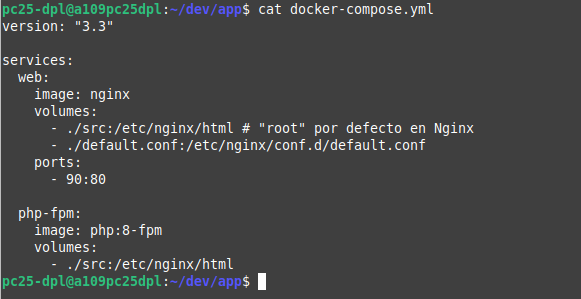 pc25-dpl@a109pc25dpl:~/dev/app$ cat docker-compose.yml
version: "3.3"

services:
  web:
    image: nginx
    volumes:
      - ./src:/etc/nginx/html # "root" por defecto en Nginx
      - ./default.conf:/etc/nginx/conf.d/default.conf
    ports:
      - 90:80

  php-fpm:
    image: php:8-fpm
    volumes:
      - ./src:/etc/nginx/html
pc25-dpl@a109pc25dpl:~/dev/app$